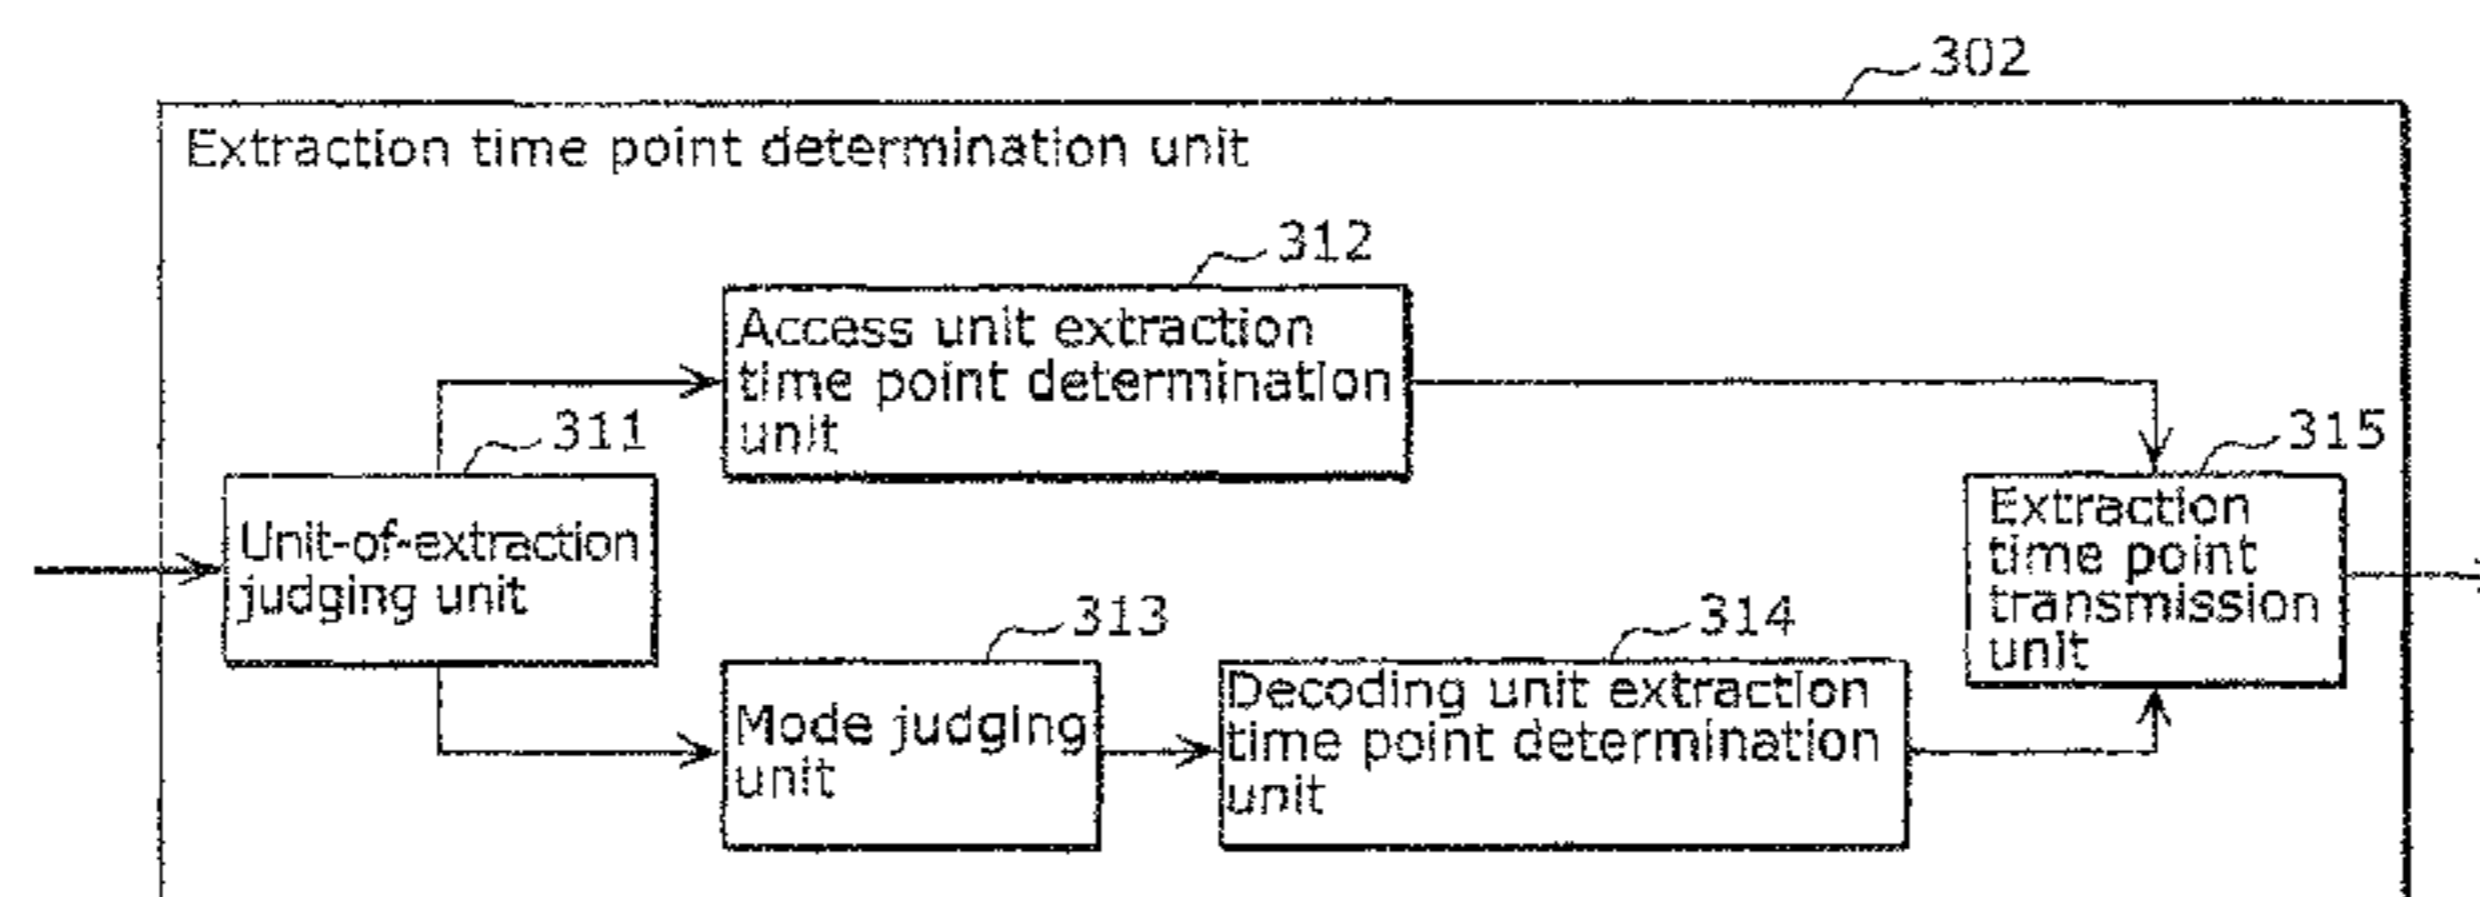 302
Extraction time point determination unit
312
Access unit extraction
time point determination
unit
311
Unit-of-extraction
judging unit
315
Extraction
time point
transmission
unit
313
Mode judging
unit
314
Decoding unit extraction
time point determination
unit